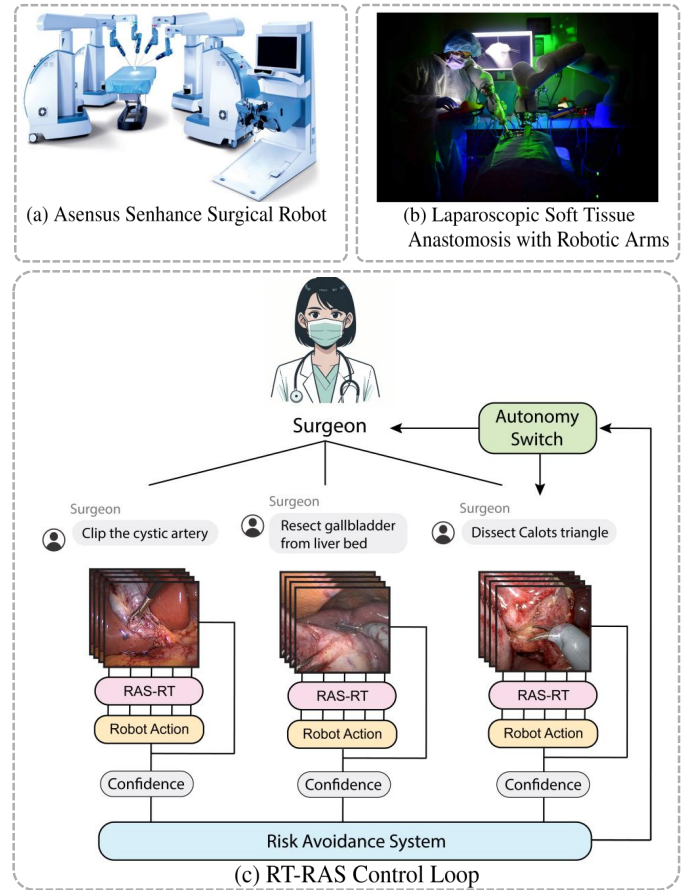 (a) Asensus Senhance Surgical Robot
(b) Laparoscopic Soft Tissue
Anastomosis with Robotic Arms
Surgeon
Autonomy
Switch
Surgeon
Clip the cystic artery
Surgeon
Resect gallbladder
from liver bed
Surgeon
Dissect Calots triangle
RAS-RT
Robot Action
Confidence
RAS-RT
Robot Action
Confidence
RAS-RT
Robot Action
Confidence
Risk Avoidance System
(c) RT-RAS Control Loop